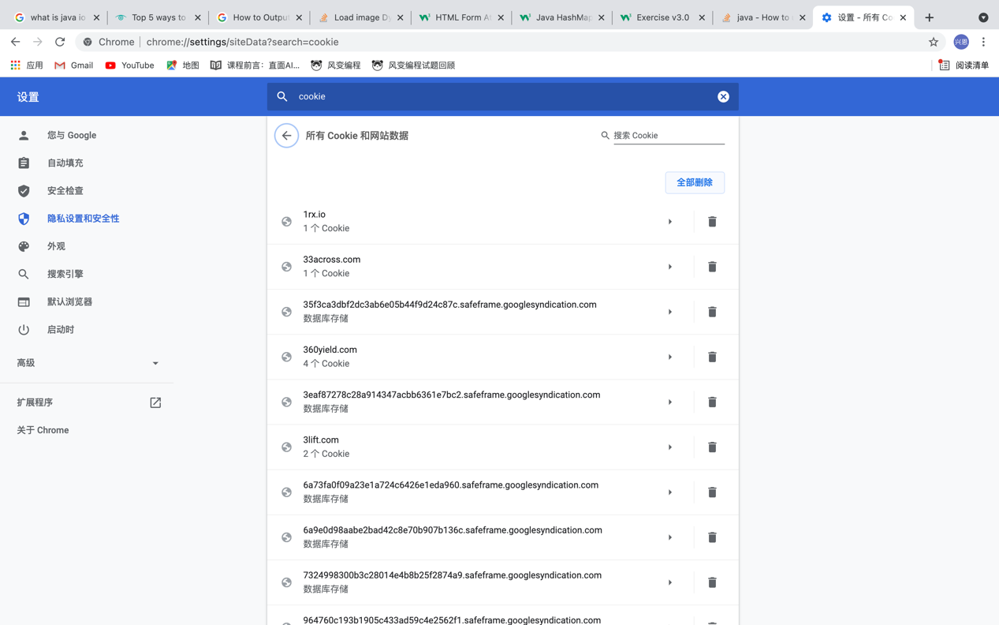 what is java io
Top 5 ways to
How to Output
Load image Dy
HTML Form At
Java HashMap
Exercise v3.0
java - How to
设置 - 所有 Co
Chrome
chrome://settings/siteData?search=cookie
兴恩
应用
Gmail
YouTube
地图
课程前言：直面AI...
风变编程
风变编程试题回顾
阅读清单
设置
cookie
您与 Google
自动填充
安全检查
隐私设置和安全性
外观
搜索引擎
默认浏览器
启动时
高级
扩展程序
关于 Chrome
所有 Cookie 和网站数据
搜索 Cookie
全部删除
1rx.io
1 个 Cookie
33across.com
1 个 Cookie
35f3ca3dbf2dc3ab6e05b44f9d24c87c.safeframe.googlesyndication.com
数据库存储
360yield.com
4 个 Cookie
3eaf87278c28a914347acbb6361e7bc2.safeframe.googlesyndication.com
数据库存储
3lift.com
2 个 Cookie
6a73fa0f09a23e1a724c6426e1eda960.safeframe.googlesyndication.com
数据库存储
6a9e0d98aabe2bad42c8e70b907b136c.safeframe.googlesyndication.com
数据库存储
7324998300b3c28014e4b8b25f2874a9.safeframe.googlesyndication.com
数据库存储
964760c193b1905c433ad59c4e2562f1.safeframe.googlesyndication.com